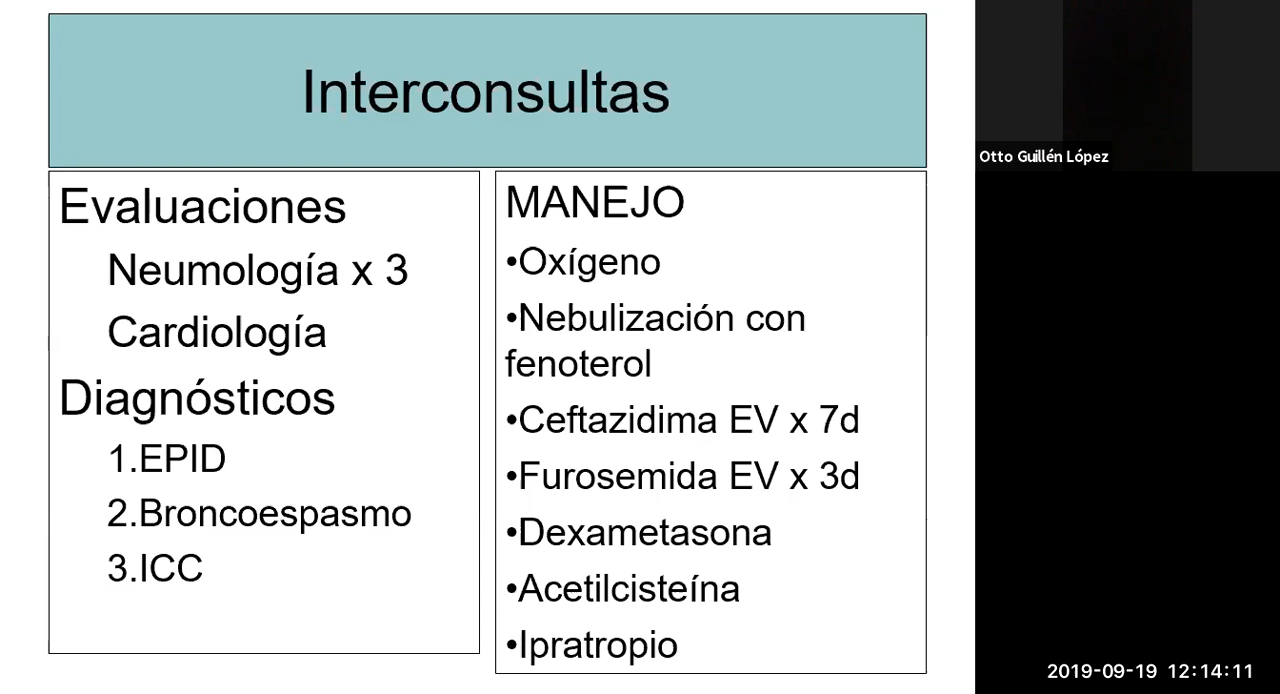 Interconsultas
Evaluaciones
Neumología x 3
Cardiología
Diagnósticos
1.EPID
2.Broncoespasmo
3.ICC
MANEJO
•Oxígeno
•Nebulización con
fenoterol
•Ceftazidima EV x 7d
•Furosemida EV x 3d
•Dexametasona
•Acetilcisteína
•Ipratropio
Otto Guillén López
2019-09-19 12:14:11